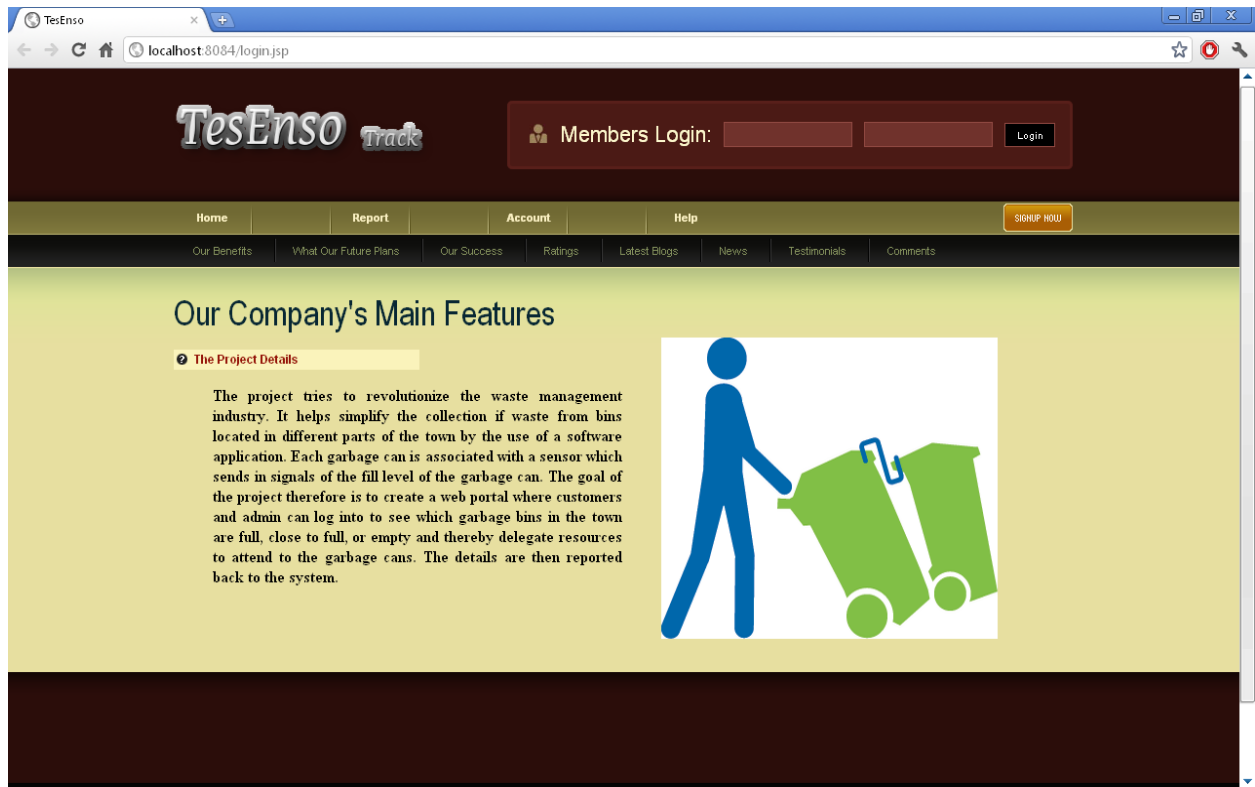 TesEnso
localhost:8084/login.jsp
TesEnso Track
Members Login:
Login
Home Report Account Help
SIGNUP NOW
Our Benefits What Our Future Plans Our Success Ratings Latest Blogs News Testimonials Comments
Our Company's Main Features
The Project Details
The project tries to revolutionize the waste management
industry. It helps simplify the collection if waste from bins
located in different parts of the town by the use of a software
application. Each garbage can is associated with a sensor which
sends in signals of the fill level of the garbage can. The goal of
the project therefore is to create a web portal where customers
and admin can log into to see which garbage bins in the town
are full, close to full, or empty and thereby delegate resources
to attend to the garbage cans. The details are then reported
back to the system.